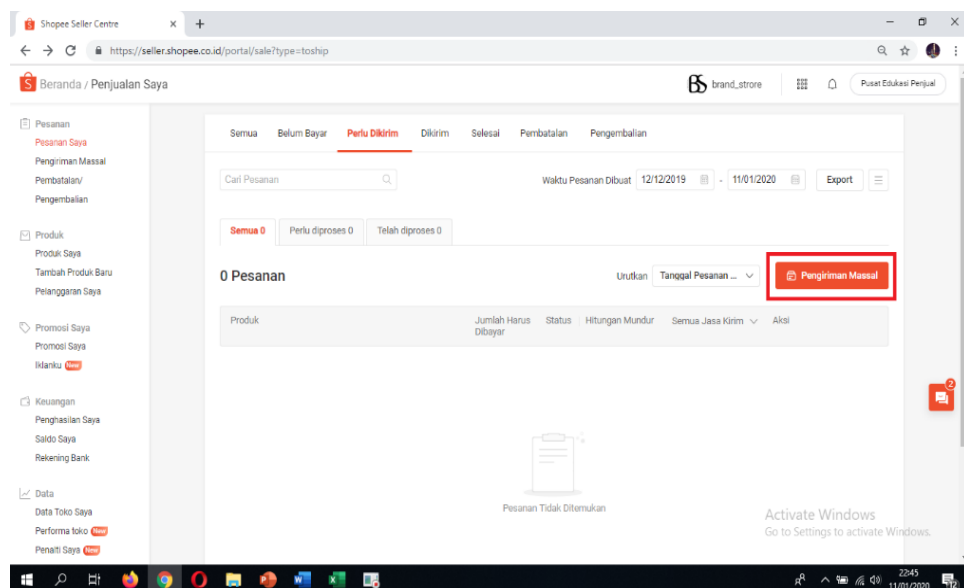 Shopee Seller Centre
https://seller.shopee.co.id/portal/sale?type=toship
Beranda / Penjualan Saya
BS brand_strore
Pusat Edukasi Penjual
Pesanan
Pesanan Saya
Pengiriman Massal
Pembatalan/
Pengembalian
Produk
Produk Saya
Tambah Produk Baru
Pelanggaran Saya
Promosi Saya
Promosi Saya
Iklanku New
Keuangan
Penghasilan Saya
Saldo Saya
Rekening Bank
Data
Data Toko Saya
Performa toko New
Penalti Saya New
Semua Belum Bayar Perlu Dikirim Dikirim Selesai Pembatalan Pengembalian
Cari Pesanan
Waktu Pesanan Dibuat 12/12/2019 - 11/01/2020 Export
Semua 0 Perlu diproses 0 Telah diproses 0
0 Pesanan
Urutkan Tanggal Pesanan ... Pengiriman Massal
Produk Jumlah Harus Dibayar Status Hitungan Mundur Semua Jasa Kirim Aksi
Pesanan Tidak Ditemukan
2
Activate Windows
Go to Settings to activate Windows.
22:45
11/01/2020